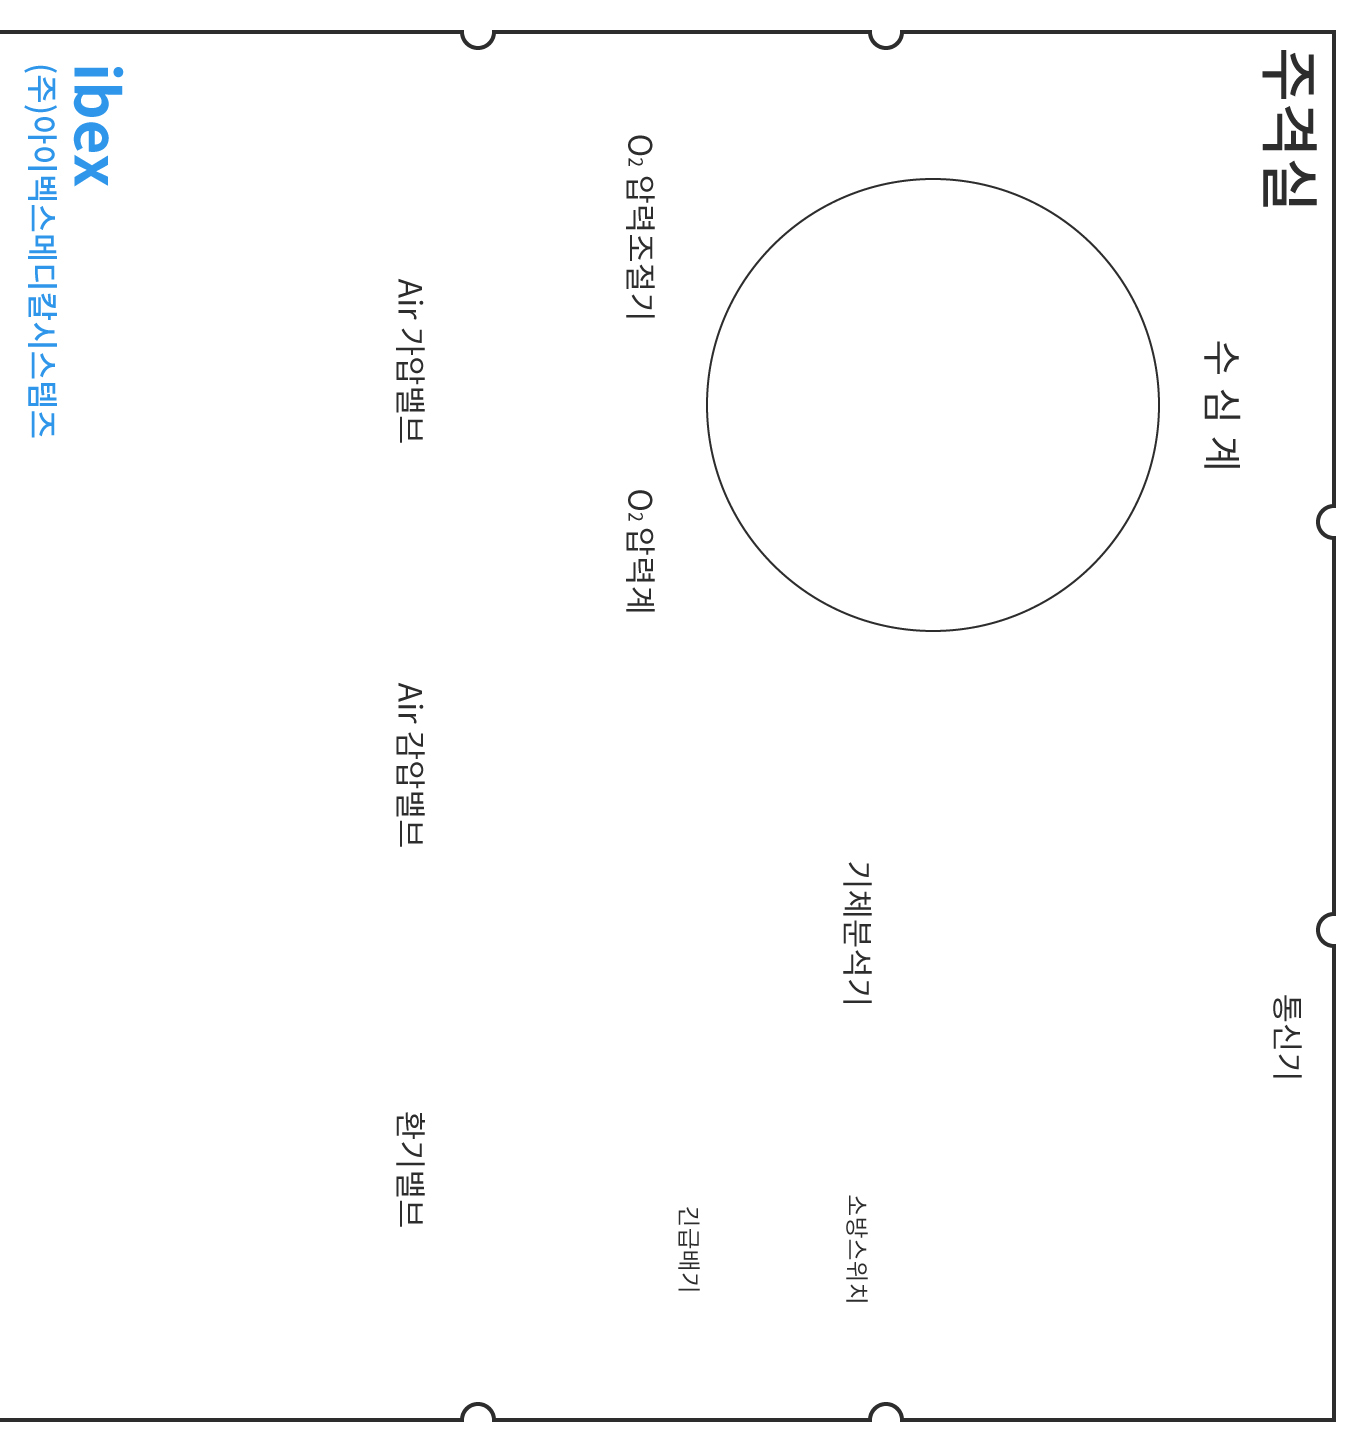 주격실
수 심 계
통신기
기체분석기
소방스위치
긴급배기
O₂ 압력조절기
O₂ 압력계
Air 가압밸브
Air 감압밸브
환기밸브
ibex
(주)아이벡스메디칼시스템즈